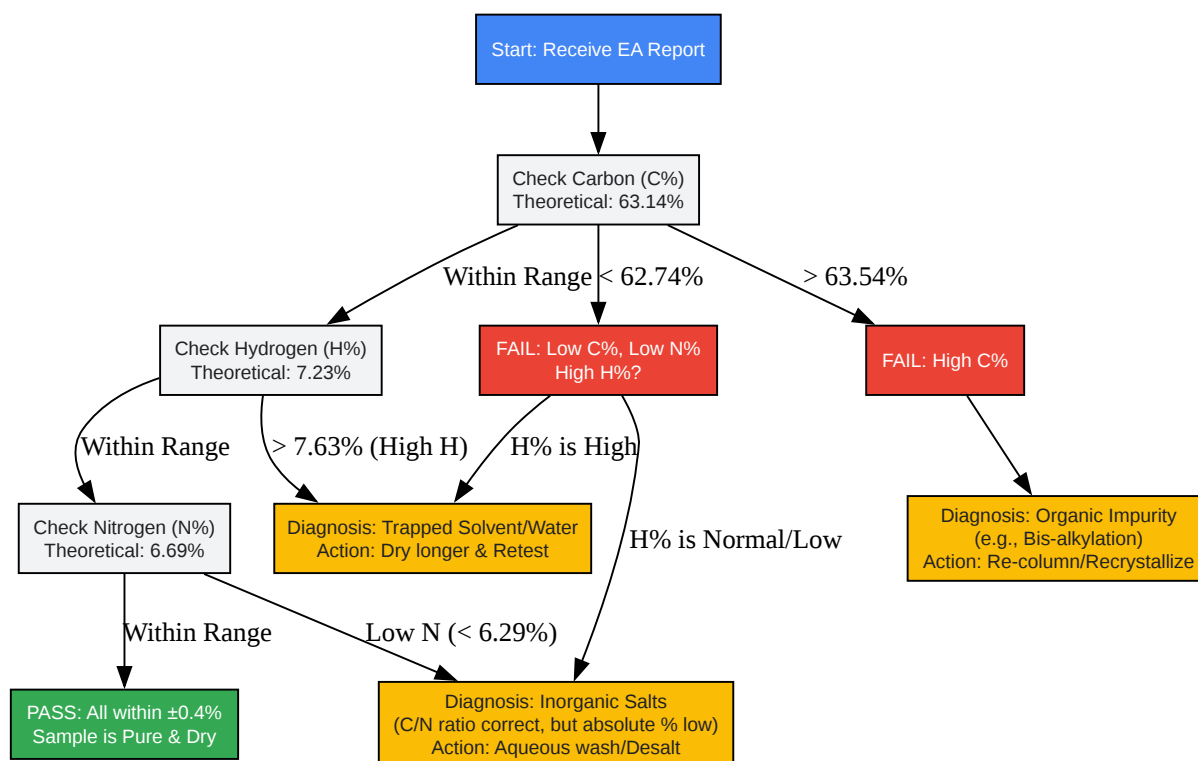 Start: Receive EA Report
Check Carbon (C%)
Theoretical: 63.14%
Within Range
< 62.74%
> 63.54%
Check Hydrogen (H%)
Theoretical: 7.23%
FAIL: Low C%, Low N%
High H%?
FAIL: High C%
Within Range
> 7.63% (High H)
H% is High
H% is Normal/Low
Check Nitrogen (N%)
Theoretical: 6.69%
Diagnosis: Trapped Solvent/Water
Action: Dry longer & Retest
Diagnosis: Organic Impurity
(e.g., Bis-alkylation)
Action: Re-column/Recrystallize
Within Range
Low N (< 6.29%)
PASS: All within ±0.4%
Sample is Pure & Dry
Diagnosis: Inorganic Salts
(C/N ratio correct, but absolute % low)
Action: Aqueous wash/Desalt